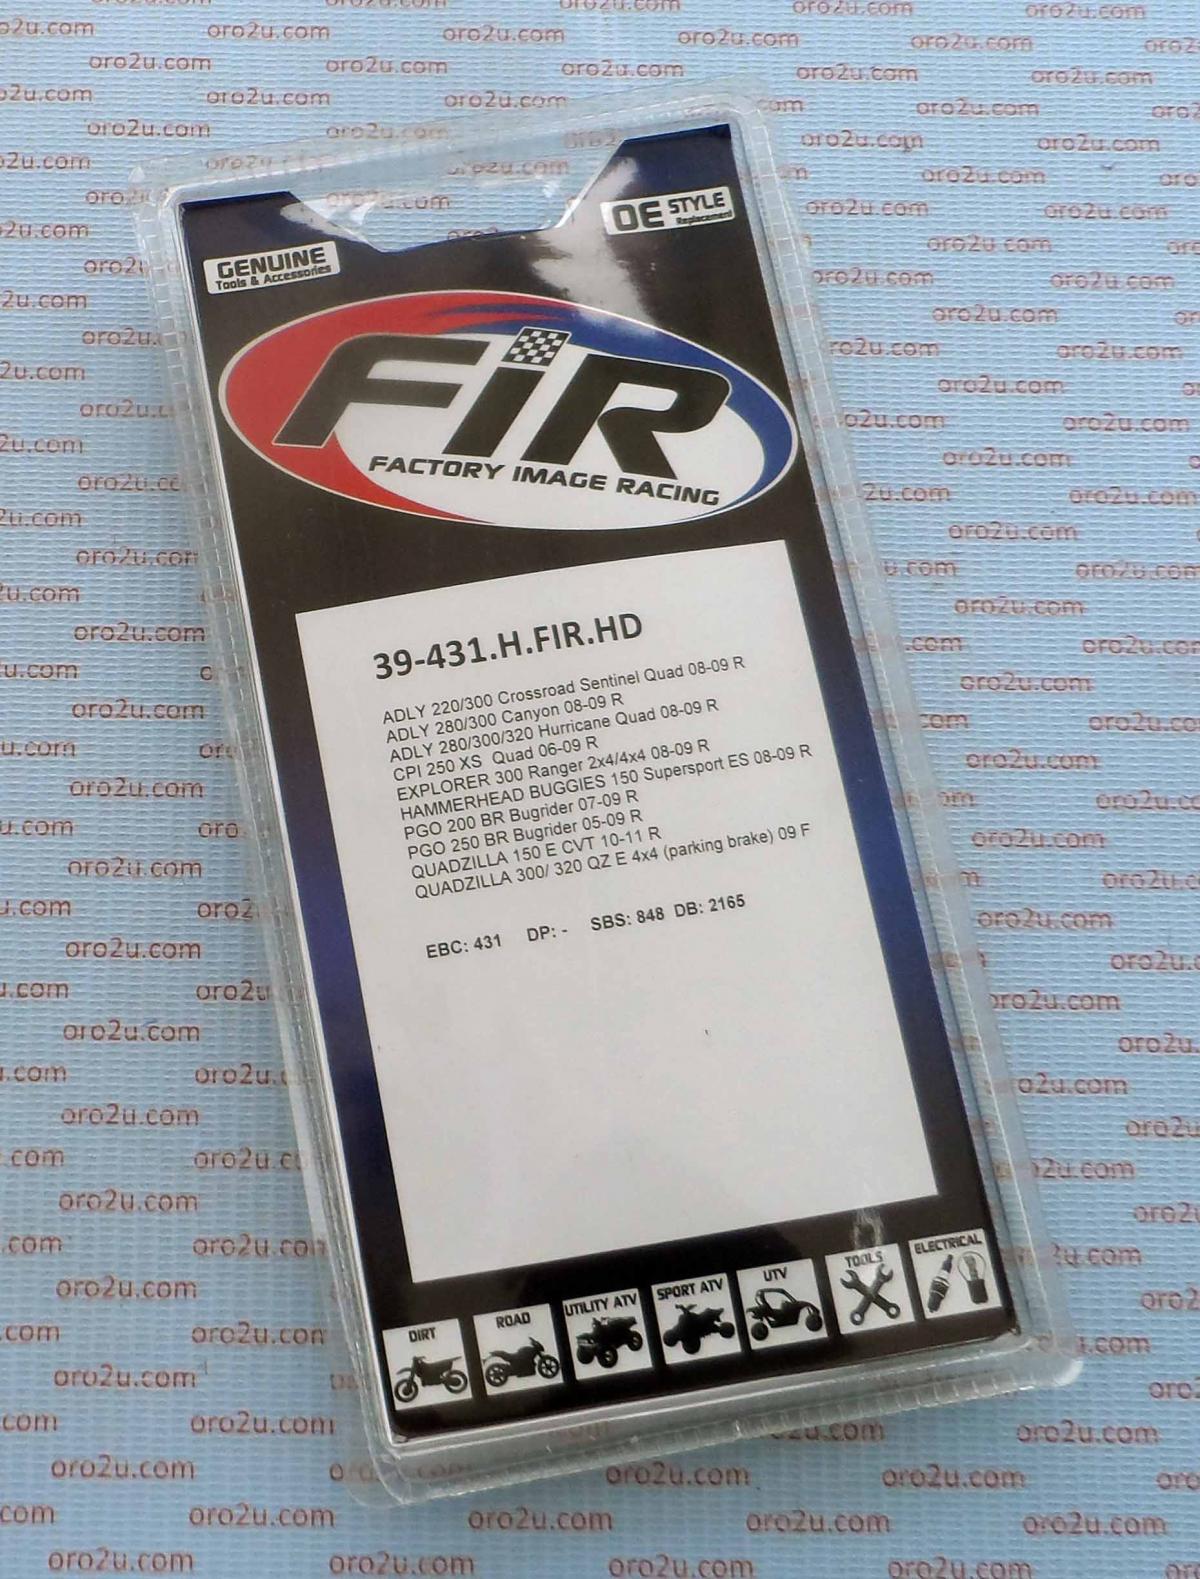 GENUINE
Tools & Accessories
OE STYLE
Replacement
FiR
FACTORY IMAGE RACING
39-431.H.FIR.HD
ADLY 220/300 Crossroad Sentinel Quad 08-09 R
ADLY 280/300 Canyon 08-09 R
ADLY 280/300/320 Hurricane Quad 08-09 R
CPI 250 XS Quad 06-09 R
EXPLORER 300 Ranger 2x4/4x4 08-09 R
HAMMERHEAD BUGGIES 150 Supersport ES 08-09 R
PGO 200 BR Bugrider 07-09 R
PGO 250 BR Bugrider 05-09 R
QUADZILLA 150 E CVT 10-11 R
QUADZILLA 300/ 320 QZ E 4x4 (parking brake) 09 F
EBC: 431 DP: - SBS: 848 DB: 2165
DIRT
ROAD
UTILITY ATV
SPORT ATV
UTV
TOOLS
ELECTRICAL
oro2u.com